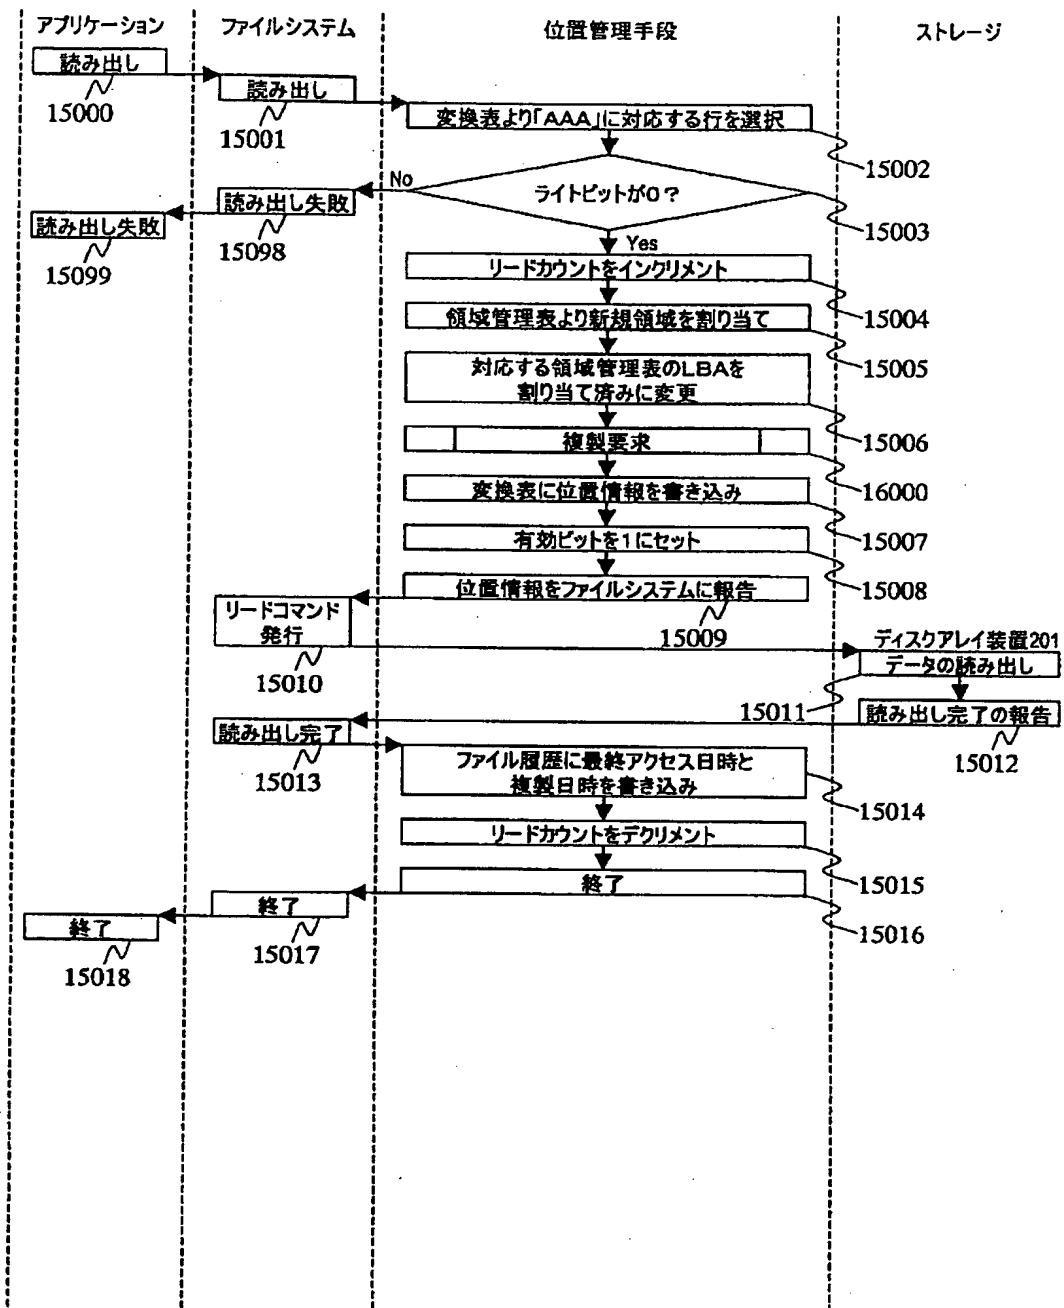 アプリケーション
ファイルシステム
位置管理手段
ストレージ
読み出し
15000
読み出し
15001
変換表より「AAA」に対応する行を選択
15002
ライトビットが0?
15003
No
Yes
読み出し失敗
15098
読み出し失敗
15099
リードカウントをインクリメント
15004
領域管理表より新規領域を割り当て
15005
対応する領域管理表のLBAを
割り当て済みに変更
15006
複製要求
16000
変換表に位置情報を書き込み
15007
有効ビットを1にセット
15008
位置情報をファイルシステムに報告
15009
リードコマンド
発行
15010
ディスクアレイ装置201
データの読み出し
15011
読み出し完了の報告
15012
読み出し完了
15013
ファイル履歴に最終アクセス日時と
複製日時を書き込み
15014
リードカウントをデクリメント
15015
終了
15016
終了
15017
終了
15018